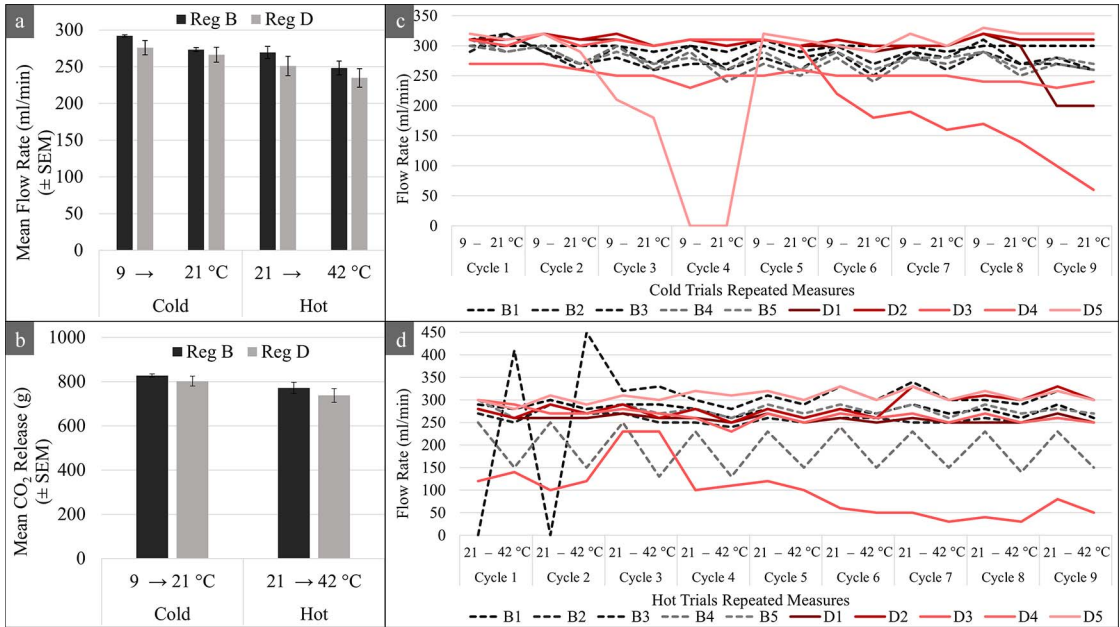 a
Reg B Reg D
Mean Flow Rate (ml/min)
(± SEM)
300
250
200
150
100
50
0
9 → 21 °C 21 → 42 °C
Cold Hot
b
Reg B Reg D
Mean CO2 Release (g)
(± SEM)
1000
800
600
400
200
0
9 → 21 °C 21 → 42 °C
Cold Hot
c
Flow Rate (ml/min)
350
300
250
200
150
100
50
0
9 – 21 °C 9 – 21 °C 9 – 21 °C 9 – 21 °C 9 – 21 °C 9 – 21 °C 9 – 21 °C 9 – 21 °C 9 – 21 °C
Cycle 1 Cycle 2 Cycle 3 Cycle 4 Cycle 5 Cycle 6 Cycle 7 Cycle 8 Cycle 9
Cold Trials Repeated Measures
B1 B2 B3 B4 B5 D1 D2 D3 D4 D5
d
Flow Rate (ml/min)
450
400
350
300
250
200
150
100
50
0
21 – 42 °C 21 – 42 °C 21 – 42 °C 21 – 42 °C 21 – 42 °C 21 – 42 °C 21 – 42 °C 21 – 42 °C 21 – 42 °C
Cycle 1 Cycle 2 Cycle 3 Cycle 4 Cycle 5 Cycle 6 Cycle 7 Cycle 8 Cycle 9
Hot Trials Repeated Measures
B1 B2 B3 B4 B5 D1 D2 D3 D4 D5